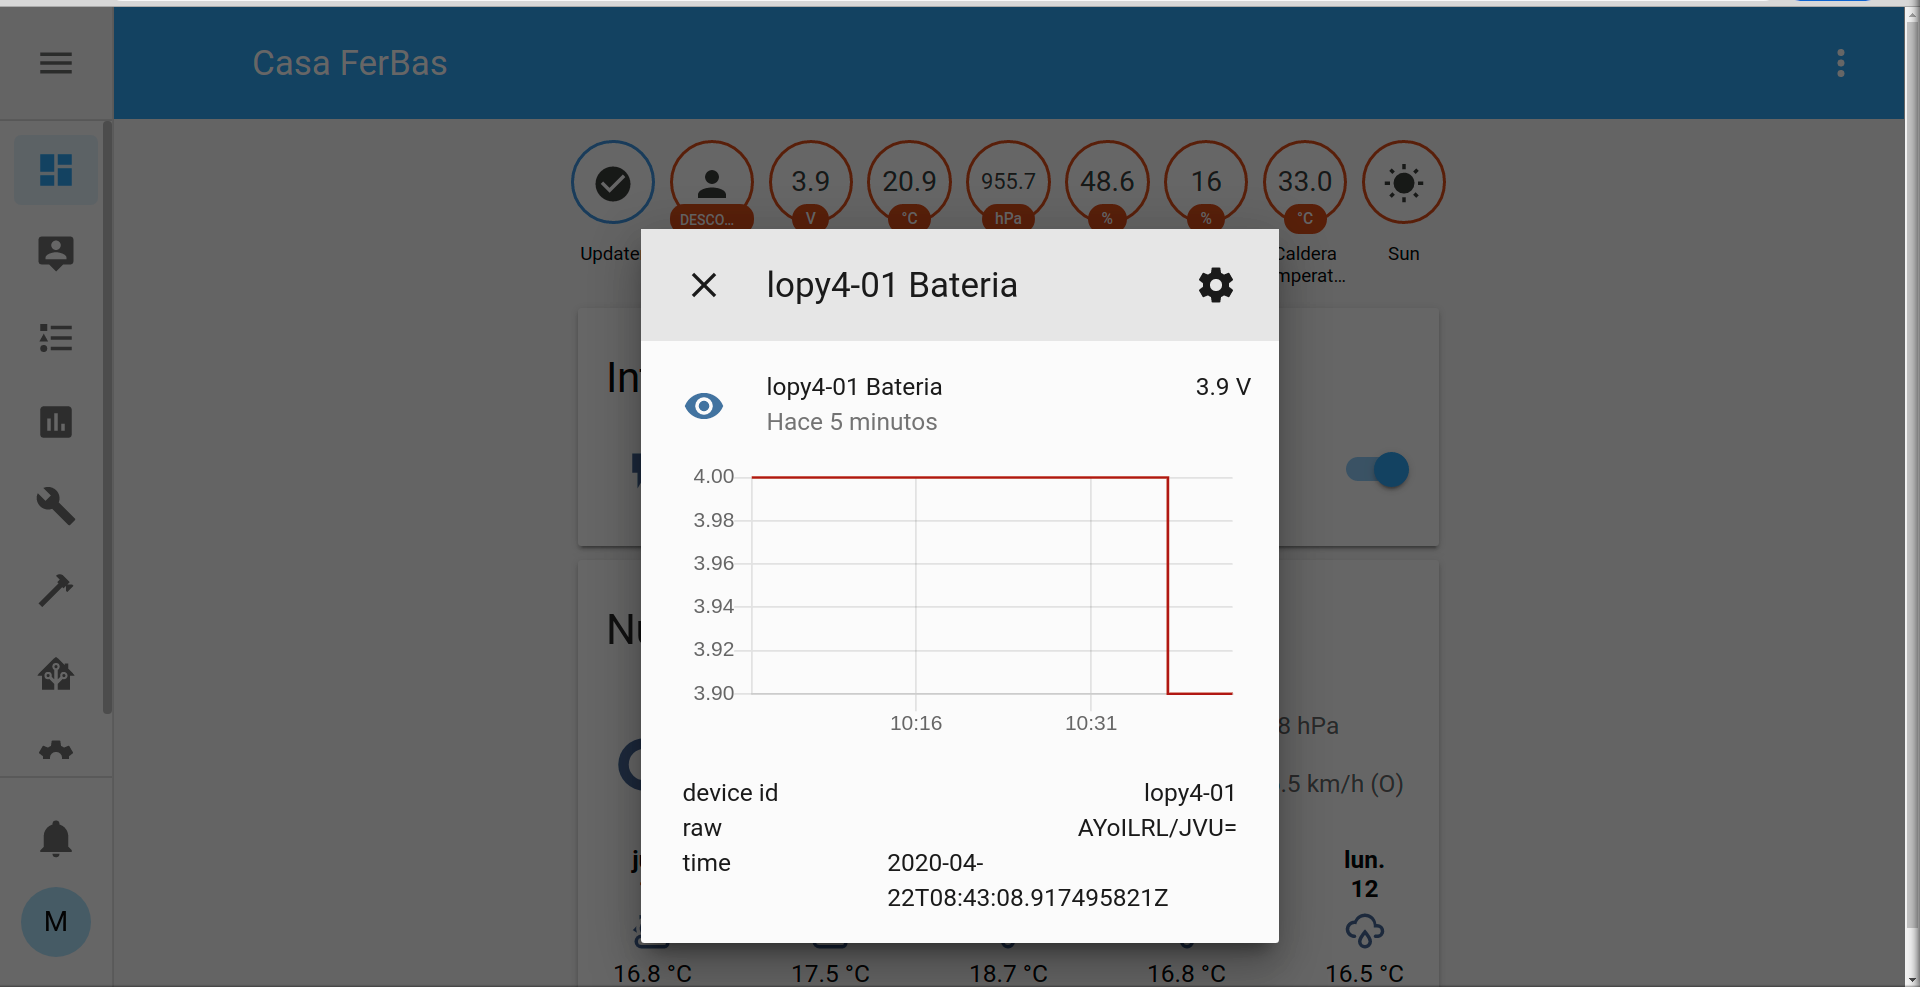 Casa FerBas
3.9
20.9
955.7
48.6
16
33.0
DESCO...
V
°C
hPa
%
%
°C
Update
Caldera
mperat...
Sun
lopy4-01 Bateria
lopy4-01 Bateria
3.9 V
Hace 5 minutos
In
4.00
3.98
3.96
3.94
3.92
3.90
10:16
10:31
8 hPa
.5 km/h (O)
device id
lopy4-01
raw
AYoILRL/JVU=
time
2020-04-
22T08:43:08.917495821Z
lun.
12
M
16.8 °C
17.5 °C
18.7 °C
16.8 °C
16.5 °C